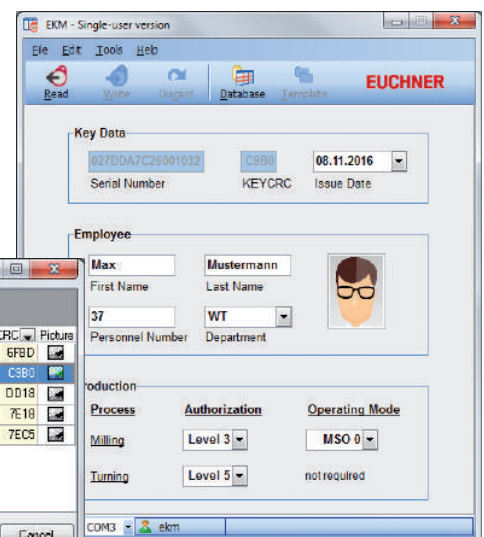 EKM - Single-user version
File Edit Tools Help
Read Write Discard Database Template EUCHNER
Key Data
027DDA7C26001032 C9B0 08.11.2016
Serial Number KEYCRC Issue Date
Employee
Max Mustermann
First Name Last Name
37 WT
Personnel Number Department
CRC Picture
6FBD
C9B0
DD18
7E18
7EC5
Cancel
roduction
Process Authorization Operating Mode
Milling Level 3 MSO 0
Turning Level 5 not required
COM3 ekm